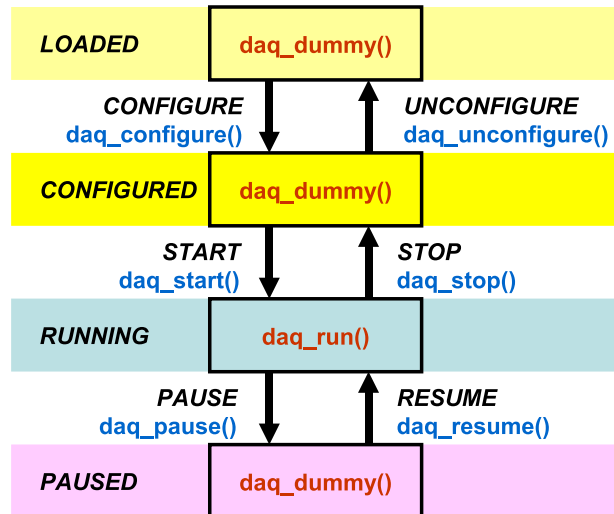 LOADED daq_dummy()
CONFIGURE UNCONFIGURE
daq_configure() daq_unconfigure()
CONFIGURED daq_dummy()
START STOP
daq_start() daq_stop()
RUNNING daq_run()
PAUSE RESUME
daq_pause() daq_resume()
PAUSED daq_dummy()